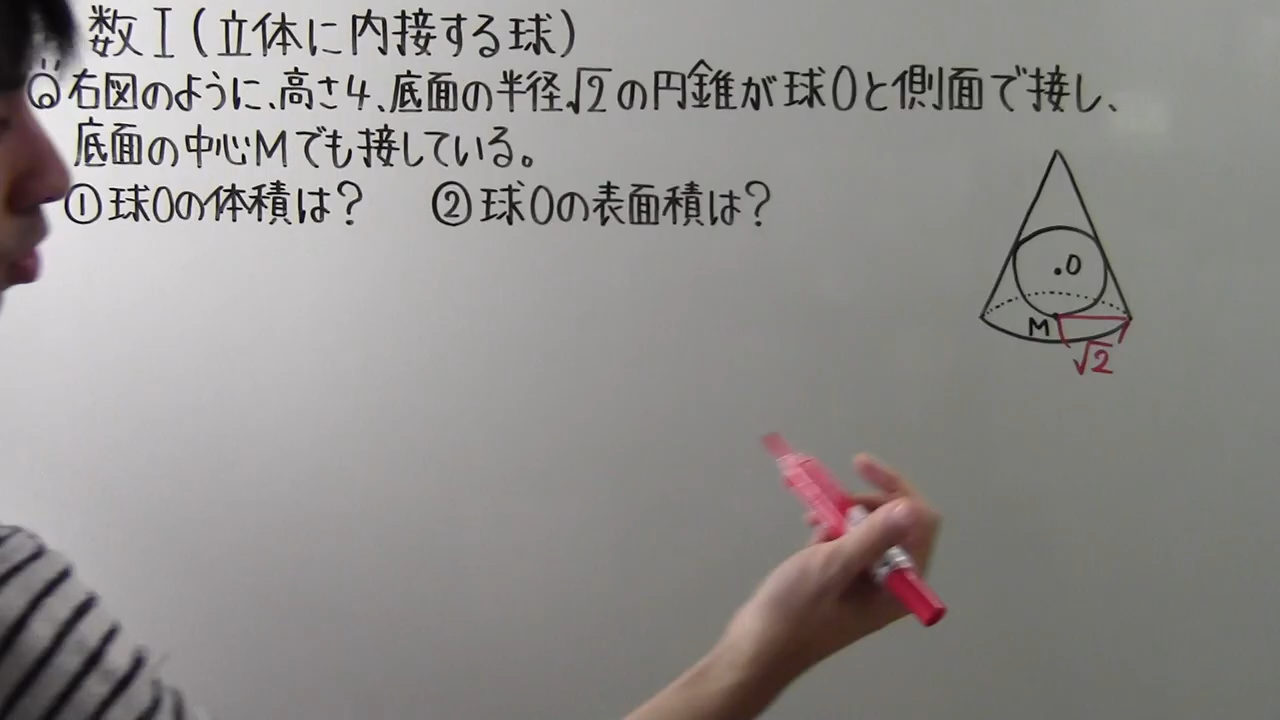 数Ⅰ(立体に内接する球)
Q 右図のように、高さ4、底面の半径√2の円錐が球Oと側面で接し、
底面の中心Mでも接している。
①球Oの体積は? ②球Oの表面積は?
O
M
√2